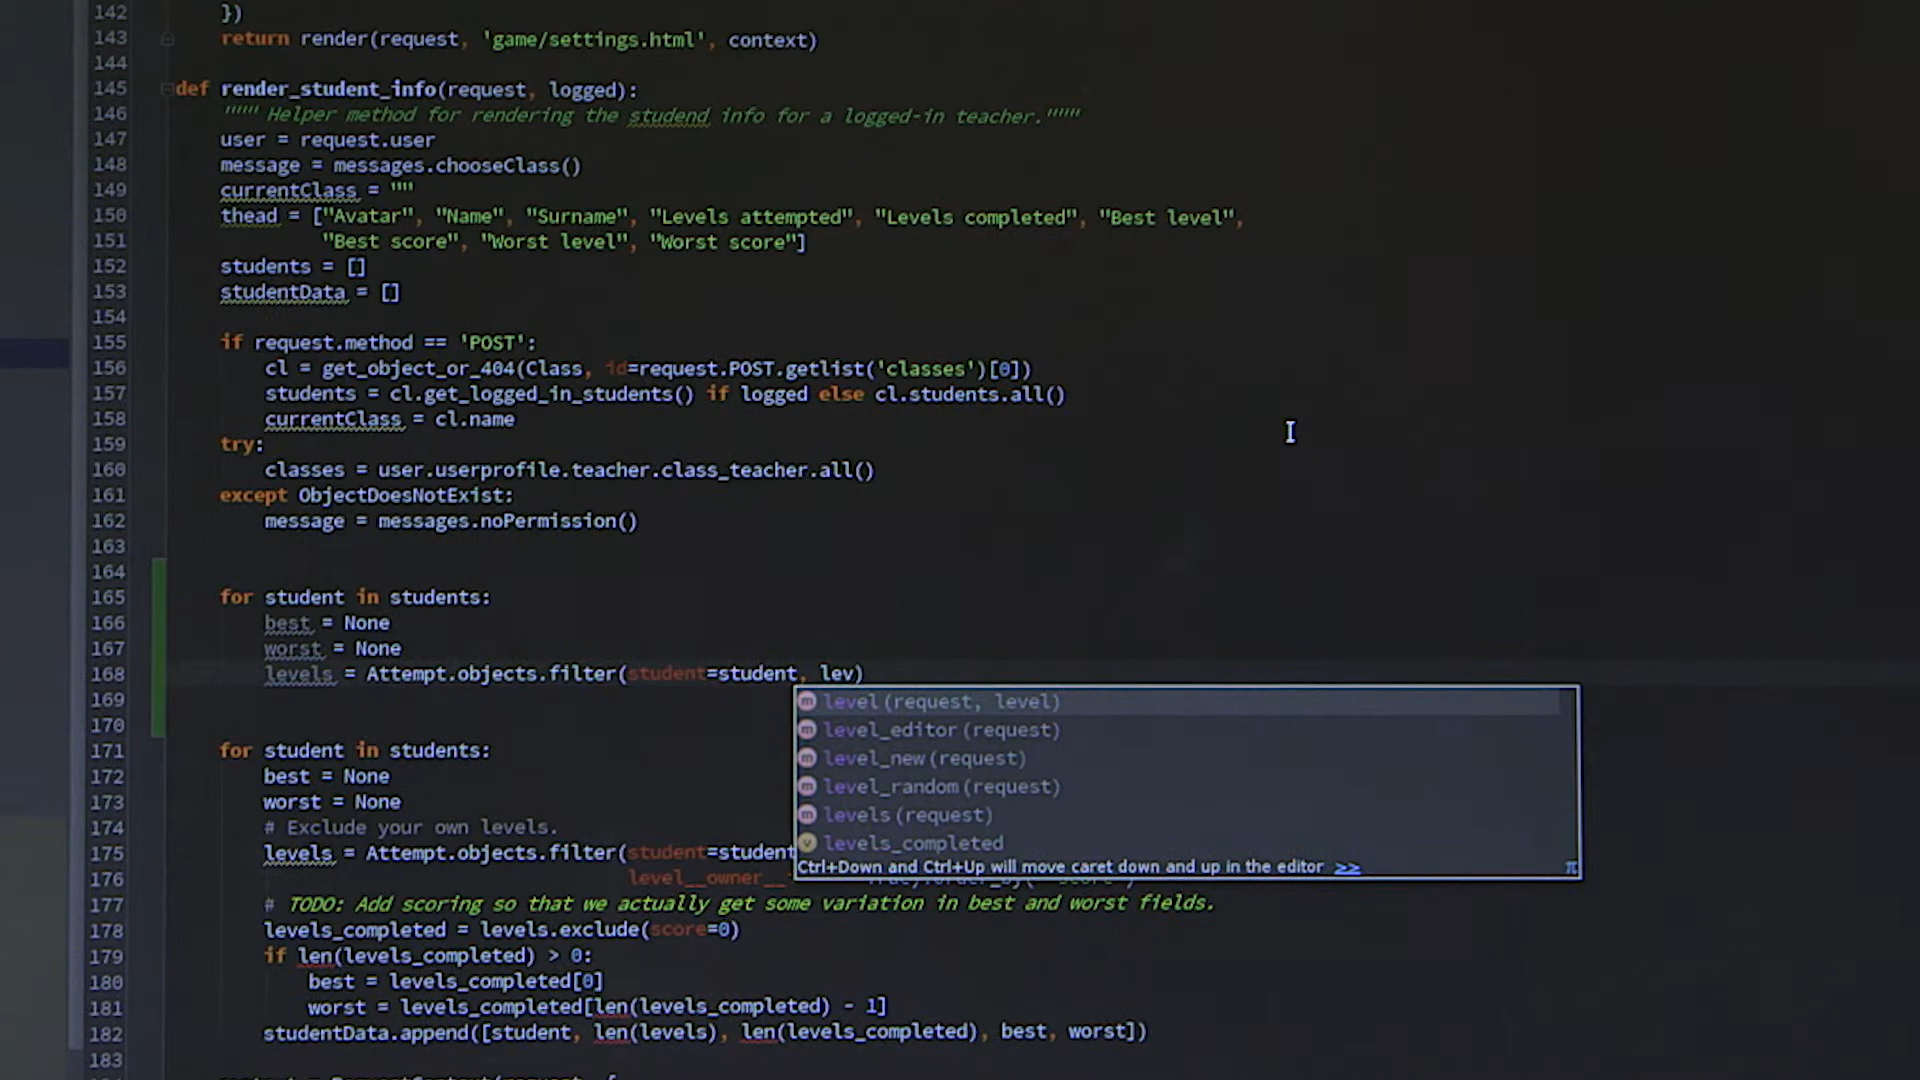 142 })
143 return render(request, 'game/settings.html', context)
144
145 def render_student_info(request, logged):
146 """ Helper method for rendering the studend info for a logged-in teacher."""
147 user = request.user
148 message = messages.chooseClass()
149 currentClass = ""
150 thead = ["Avatar", "Name", "Surname", "Levels attempted", "Levels completed", "Best level",
151 "Best score", "Worst level", "Worst score"]
152 students = []
153 studentData = []
154
155 if request.method == 'POST':
156 cl = get_object_or_404(Class, id=request.POST.getlist('classes')[0])
157 students = cl.get_logged_in_students() if logged else cl.students.all()
158 currentClass = cl.name
159 try:
160 classes = user.userprofile.teacher.class_teacher.all()
161 except ObjectDoesNotExist:
162 message = messages.noPermission()
163
164
165 for student in students:
166 best = None
167 worst = None
168 levels = Attempt.objects.filter(student=student, lev)
169
170
level(request, level)
level_editor(request)
level_new(request)
level_random(request)
levels(request)
levels_completed
Ctrl+Down and Ctrl+Up will move caret down and up in the editor >> π
171 for student in students:
172 best = None
173 worst = None
174 # Exclude your own levels.
175 levels = Attempt.objects.filter(student=student
176 level__owner__
177 # TODO: Add scoring so that we actually get some variation in best and worst fields.
178 levels_completed = levels.exclude(score=0)
179 if len(levels_completed) > 0:
180 best = levels_completed[0]
181 worst = levels_completed[len(levels_completed) - 1]
182 studentData.append([student, len(levels), len(levels_completed), best, worst])
183